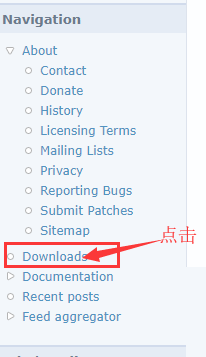 Navigation
About
Contact
Donate
History
Licensing Terms
Mailing Lists
Privacy
Reporting Bugs
Submit Patches
Sitemap
Downloads
点击
Documentation
Recent posts
Feed aggregator